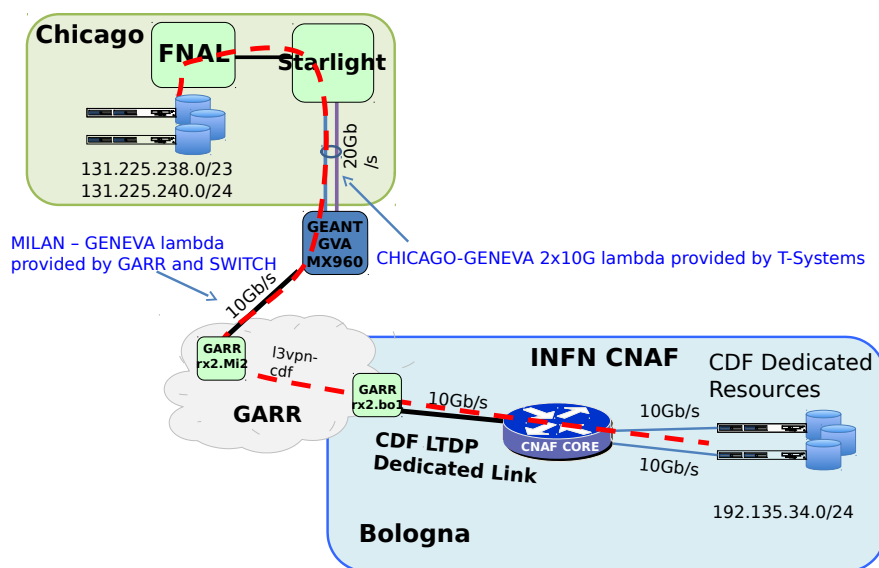 Chicago
FNAL
Starlight
131.225.238.0/23
131.225.240.0/24
20Gb
/s
GEANT
GVA
MX960
MILAN – GENEVA lambda
provided by GARR and SWITCH
CHICAGO-GENEVA 2x10G lambda provided by T-Systems
10Gb/s
GARR
rx2.Mi2
l3vpn-
cdf
GARR
GARR
rx2.bo1
INFN CNAF
CDF Dedicated
Resources
10Gb/s
10Gb/s
CNAF CORE
10Gb/s
CDF LTDP
Dedicated Link
192.135.34.0/24
Bologna